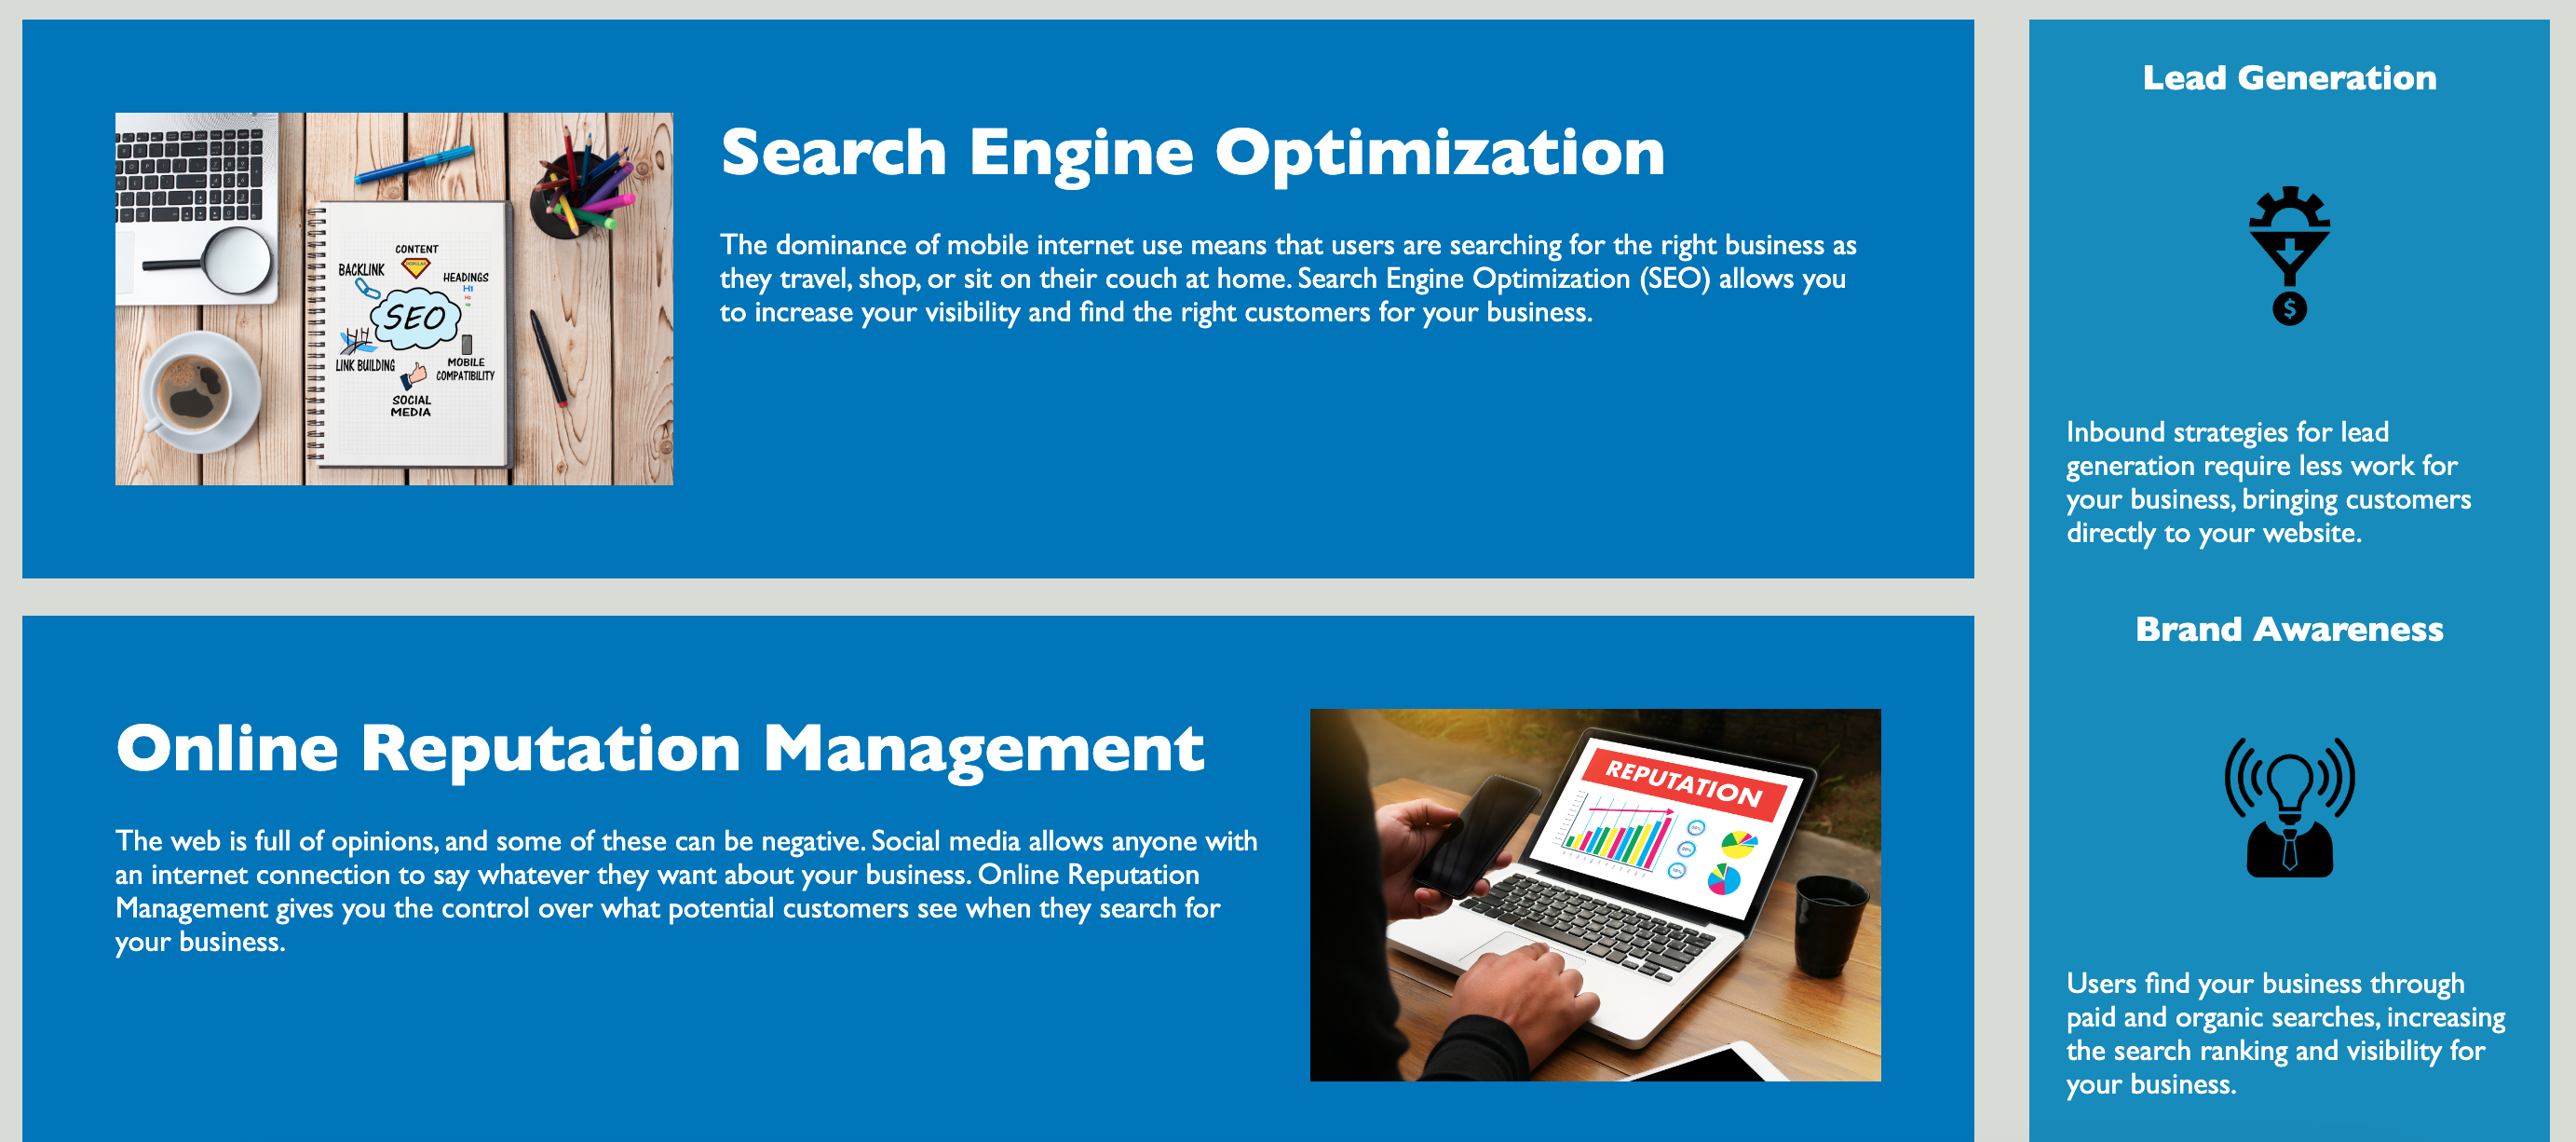 Search Engine Optimization
The dominance of mobile internet use means that users are searching for the right business as
they travel, shop, or sit on their couch at home. Search Engine Optimization (SEO) allows you
to increase your visibility and find the right customers for your business.
CONTENT
BACKLINK
HEADINGS
H1
SEO
LINK BUILDING
MOBILE
COMPATIBILITY
SOCIAL
MEDIA
Online Reputation Management
The web is full of opinions, and some of these can be negative. Social media allows anyone with
an internet connection to say whatever they want about your business. Online Reputation
Management gives you the control over what potential customers see when they search for
your business.
REPUTATION
Lead Generation
$
Inbound strategies for lead
generation require less work for
your business, bringing customers
directly to your website.
Brand Awareness
Users find your business through
paid and organic searches, increasing
the search ranking and visibility for
your business.